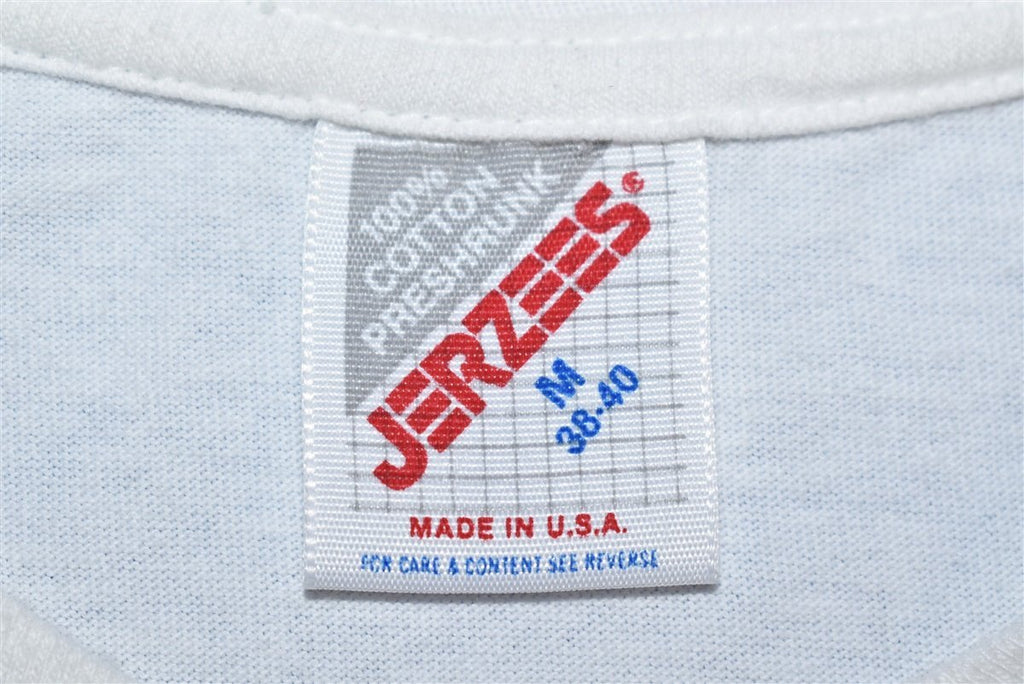 100%
COTTON
PRESHRUNK
JERZEES®
M
38-40
MADE IN U.S.A.
FOR CARE & CONTENT SEE REVERSE